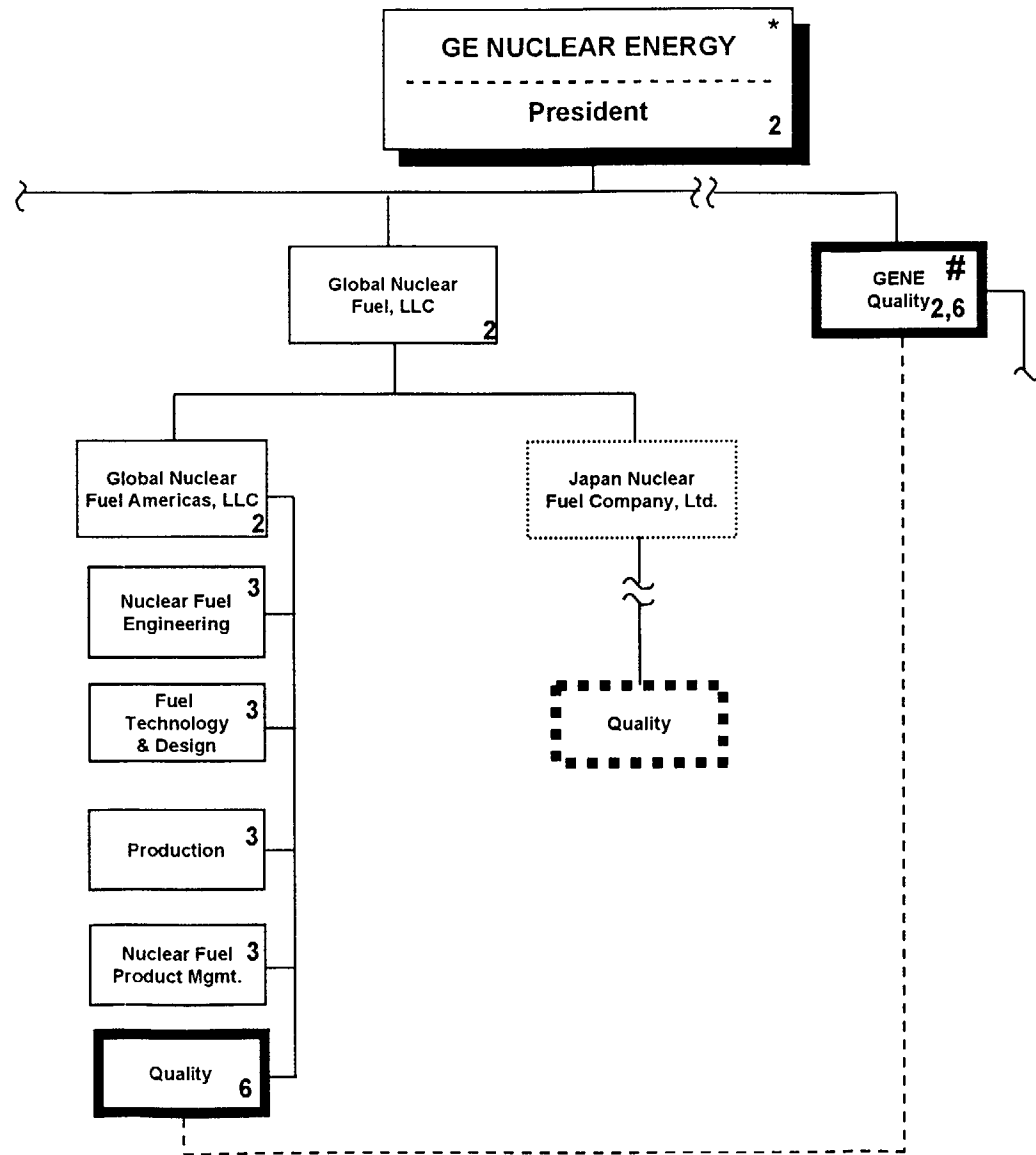 *
GE NUCLEAR ENERGY
President
2
Global Nuclear
Fuel, LLC
2
#
GENE
Quality
2,6
Global Nuclear
Fuel Americas, LLC
2
Japan Nuclear
Fuel Company, Ltd.
3
Nuclear Fuel
Engineering
Fuel
3
Technology
& Design
Quality
3
Production
3
Nuclear Fuel
Product Mgmt.
Quality
6